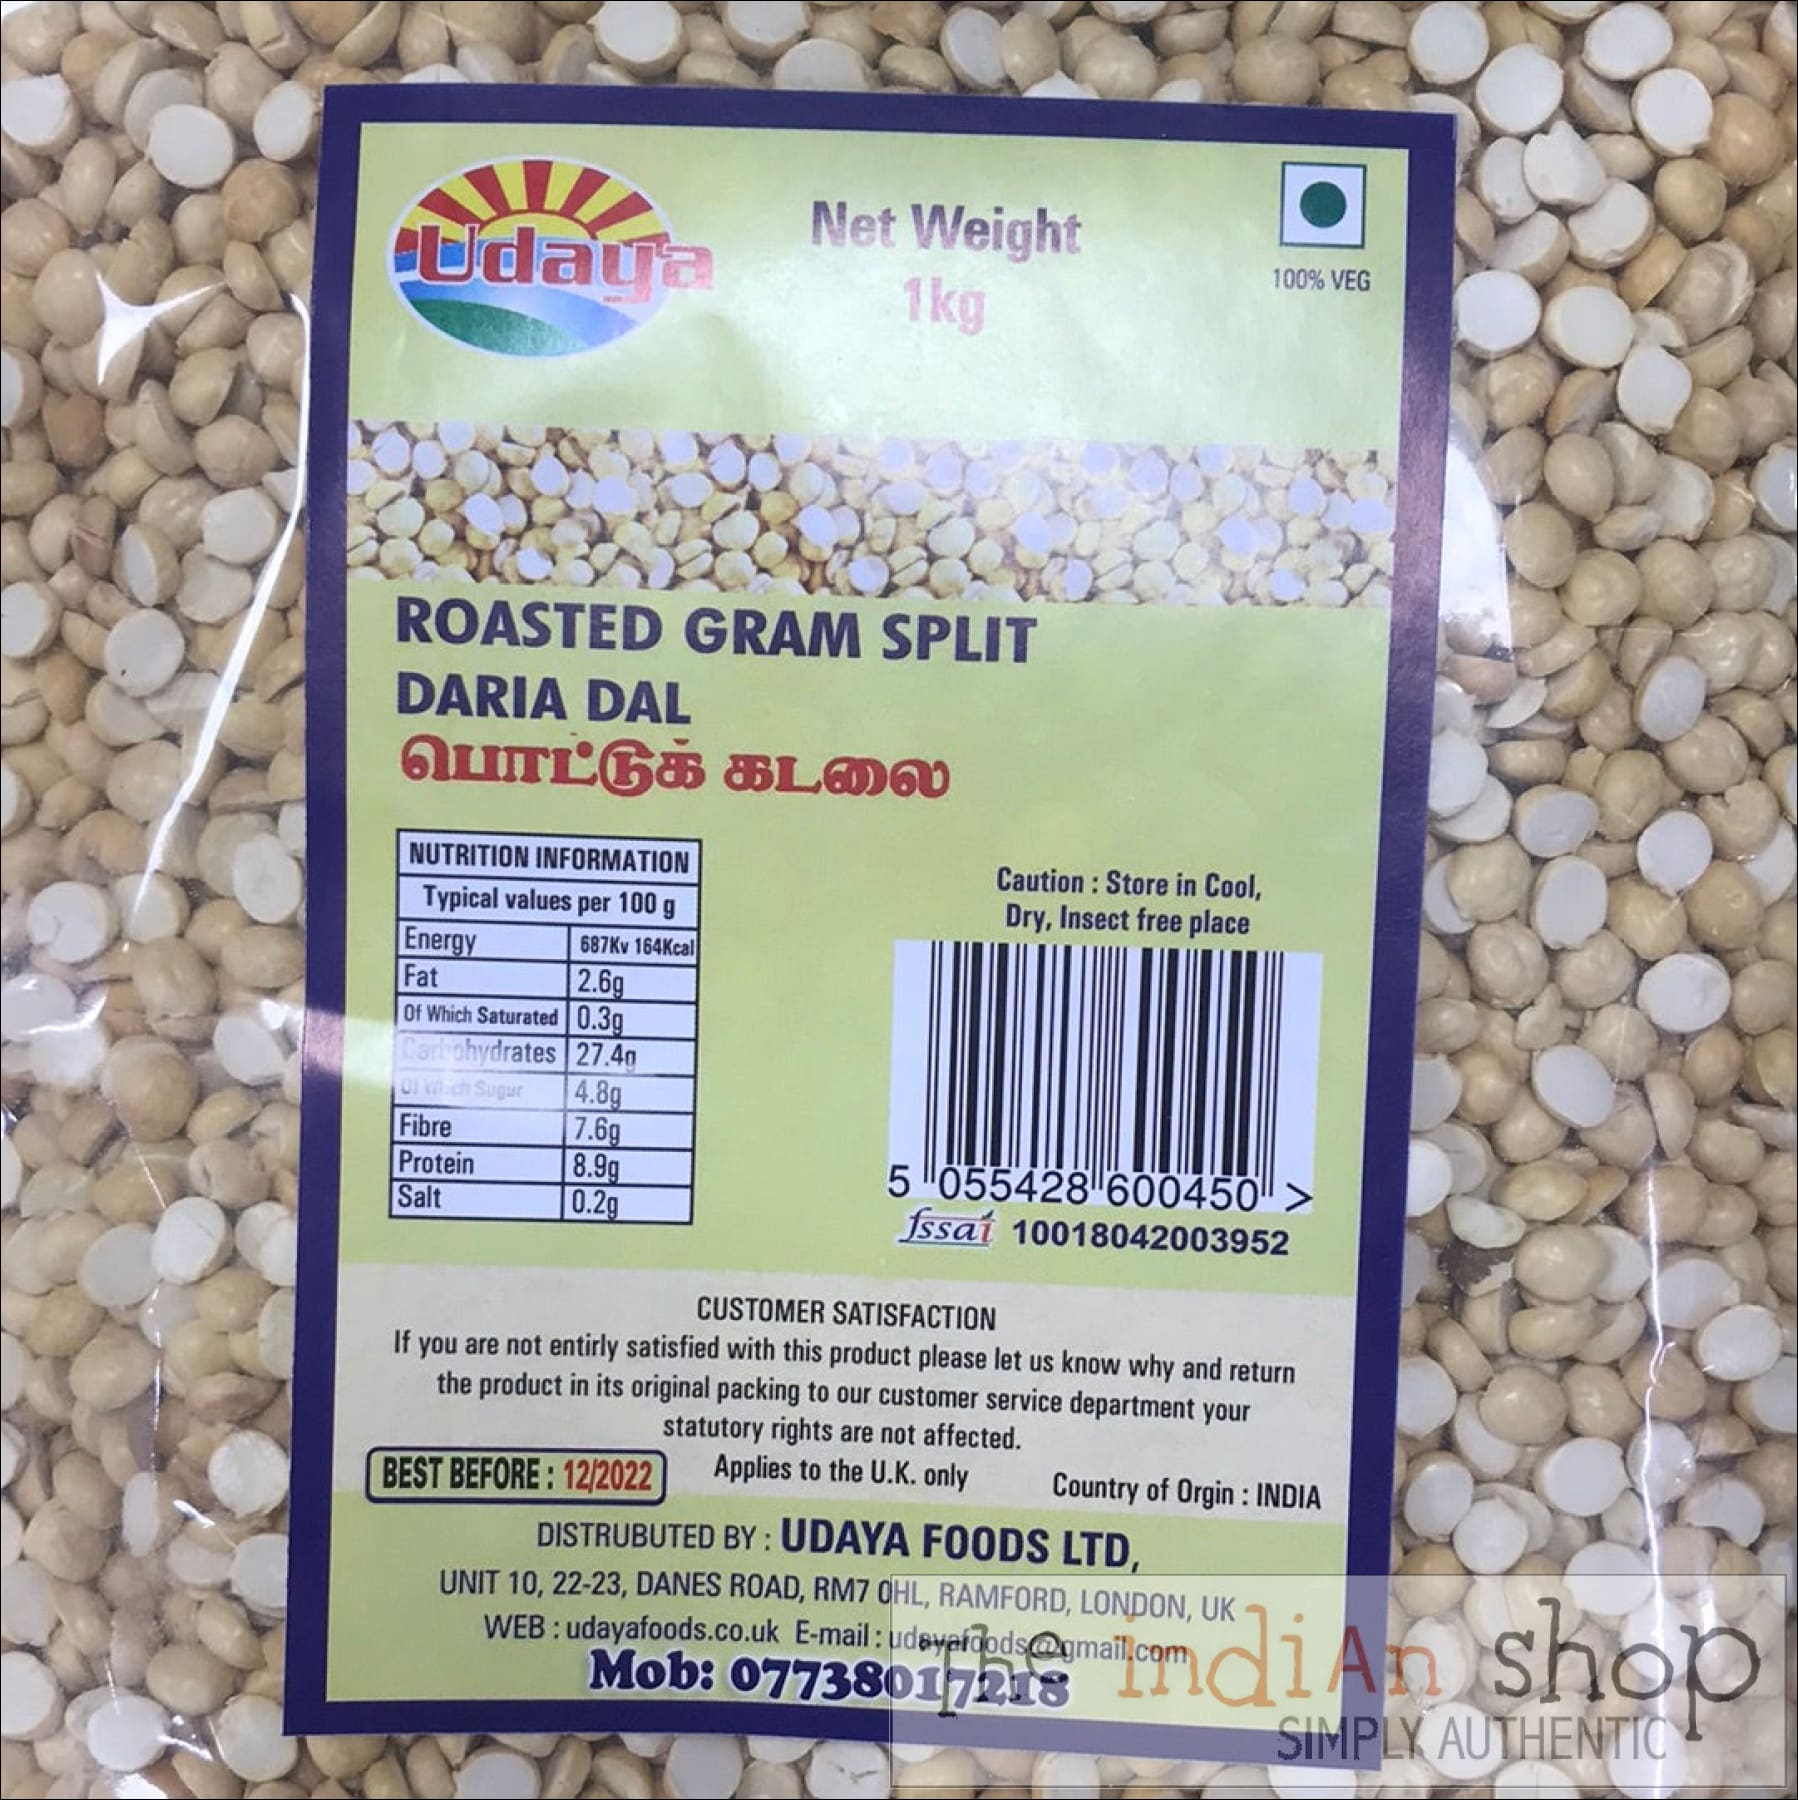 Udaya
Net Weight
1kg
100% VEG
ROASTED GRAM SPLIT
DARIA DAL
பொட்டுக் கடலை
NUTRITION INFORMATION
Typical values per 100 g
Energy 687Kv 164Kcal
Fat 2.6g
Of Which Saturated 0.3g
Carbohydrates 27.4g
Of Which Sugur 4.8g
Fibre 7.6g
Protein 8.9g
Salt 0.2g
Caution : Store in Cool,
Dry, Insect free place
5 055428 600450 >
fssai 10018042003952
CUSTOMER SATISFACTION
If you are not entirly satisfied with this product please let us know why and return
the product in its original packing to our customer service department your
statutory rights are not affected.
BEST BEFORE : 12/2022
Applies to the U.K. only
Country of Orgin : INDIA
DISTRUBUTED BY : UDAYA FOODS LTD,
UNIT 10, 22-23, DANES ROAD, RM7 0HL, RAMFORD, LONDON, UK
WEB : udayafoods.co.uk E-mail : udayafoods@gmail.com
Mob: 07738017218
The indiAn shop
SIMPLY AUTHENTIC